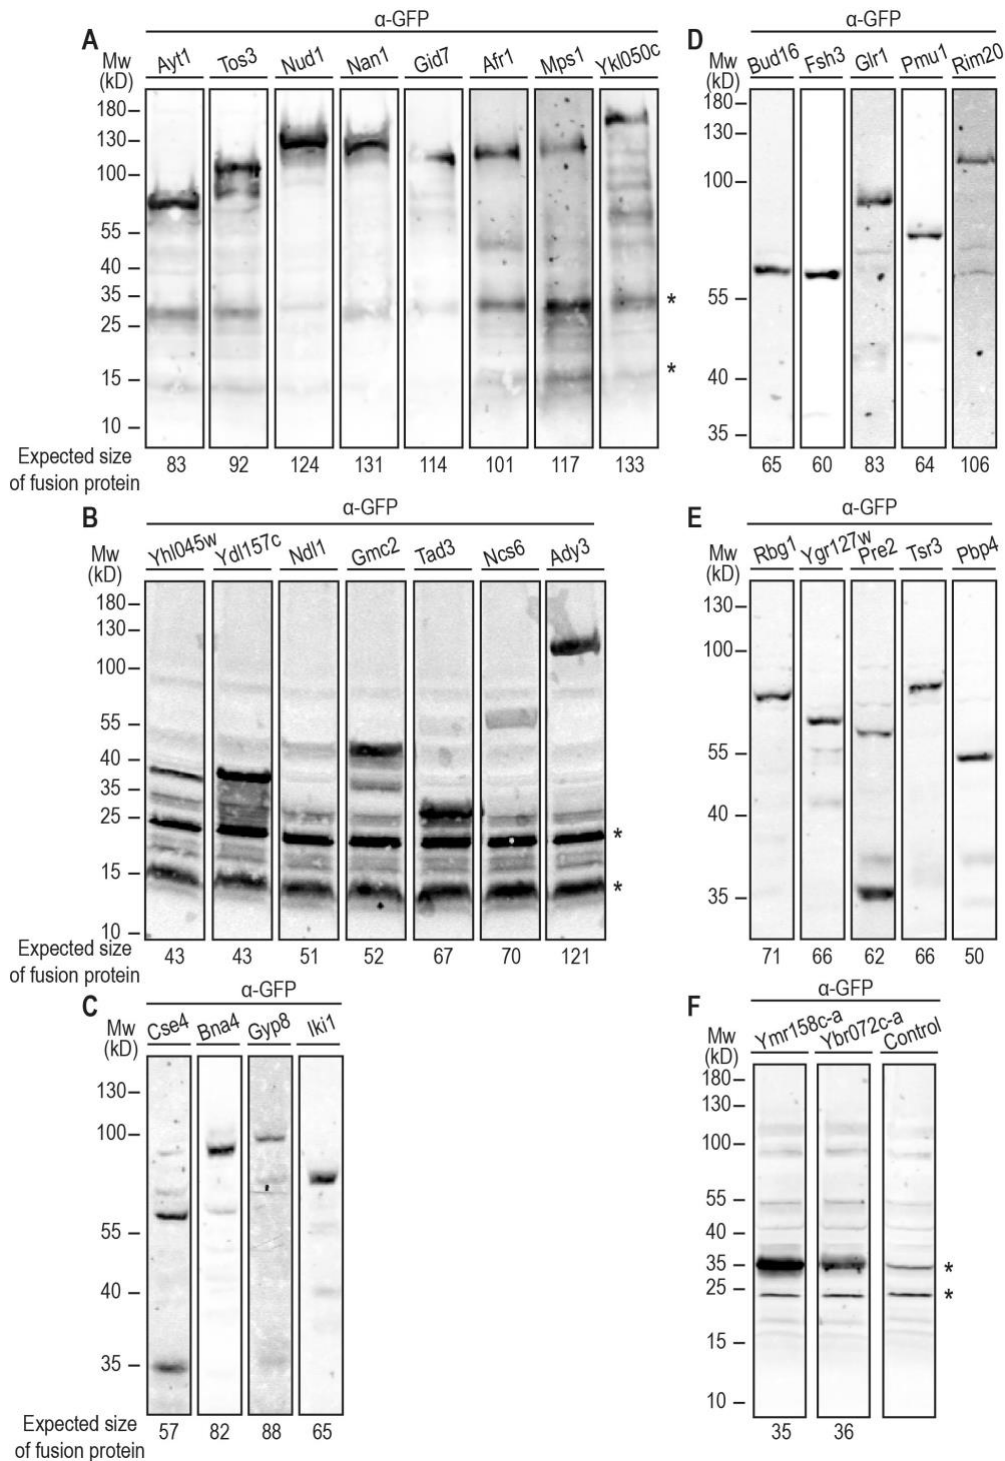 A
α-GFP
Mw
(kD)
Ayt1 Tos3 Nud1 Nan1 Gid7 Afr1 Mps1 Ykl050c
180
130
100
55
40
35
25
15
10
*
*
Expected size
of fusion protein
83 92 124 131 114 101 117 133
D
α-GFP
Mw
(kD)
Bud16 Fsh3 Glr1 Pmu1 Rim20
180
130
100
55
40
35
65 60 83 64 106
B
α-GFP
Mw
(kD)
Yhl045w Ydl157c Ndl1 Gmc2 Tad3 Ncs6 Ady3
180
130
100
55
40
35
25
15
10
*
*
Expected size
of fusion protein
43 43 51 52 67 70 121
E
α-GFP
Mw
(kD)
Rbg1 Ygr127w Pre2 Tsr3 Pbp4
130
100
55
40
35
71 66 62 66 50
C
α-GFP
Mw
(kD)
Cse4 Bna4 Gyp8 Iki1
130
100
55
40
35
Expected size
of fusion protein
57 82 88 65
F
α-GFP
Mw
(kD)
Ymr158c-a Ybr072c-a Control
180
130
100
55
40
35
25
15
10
*
*
35 36